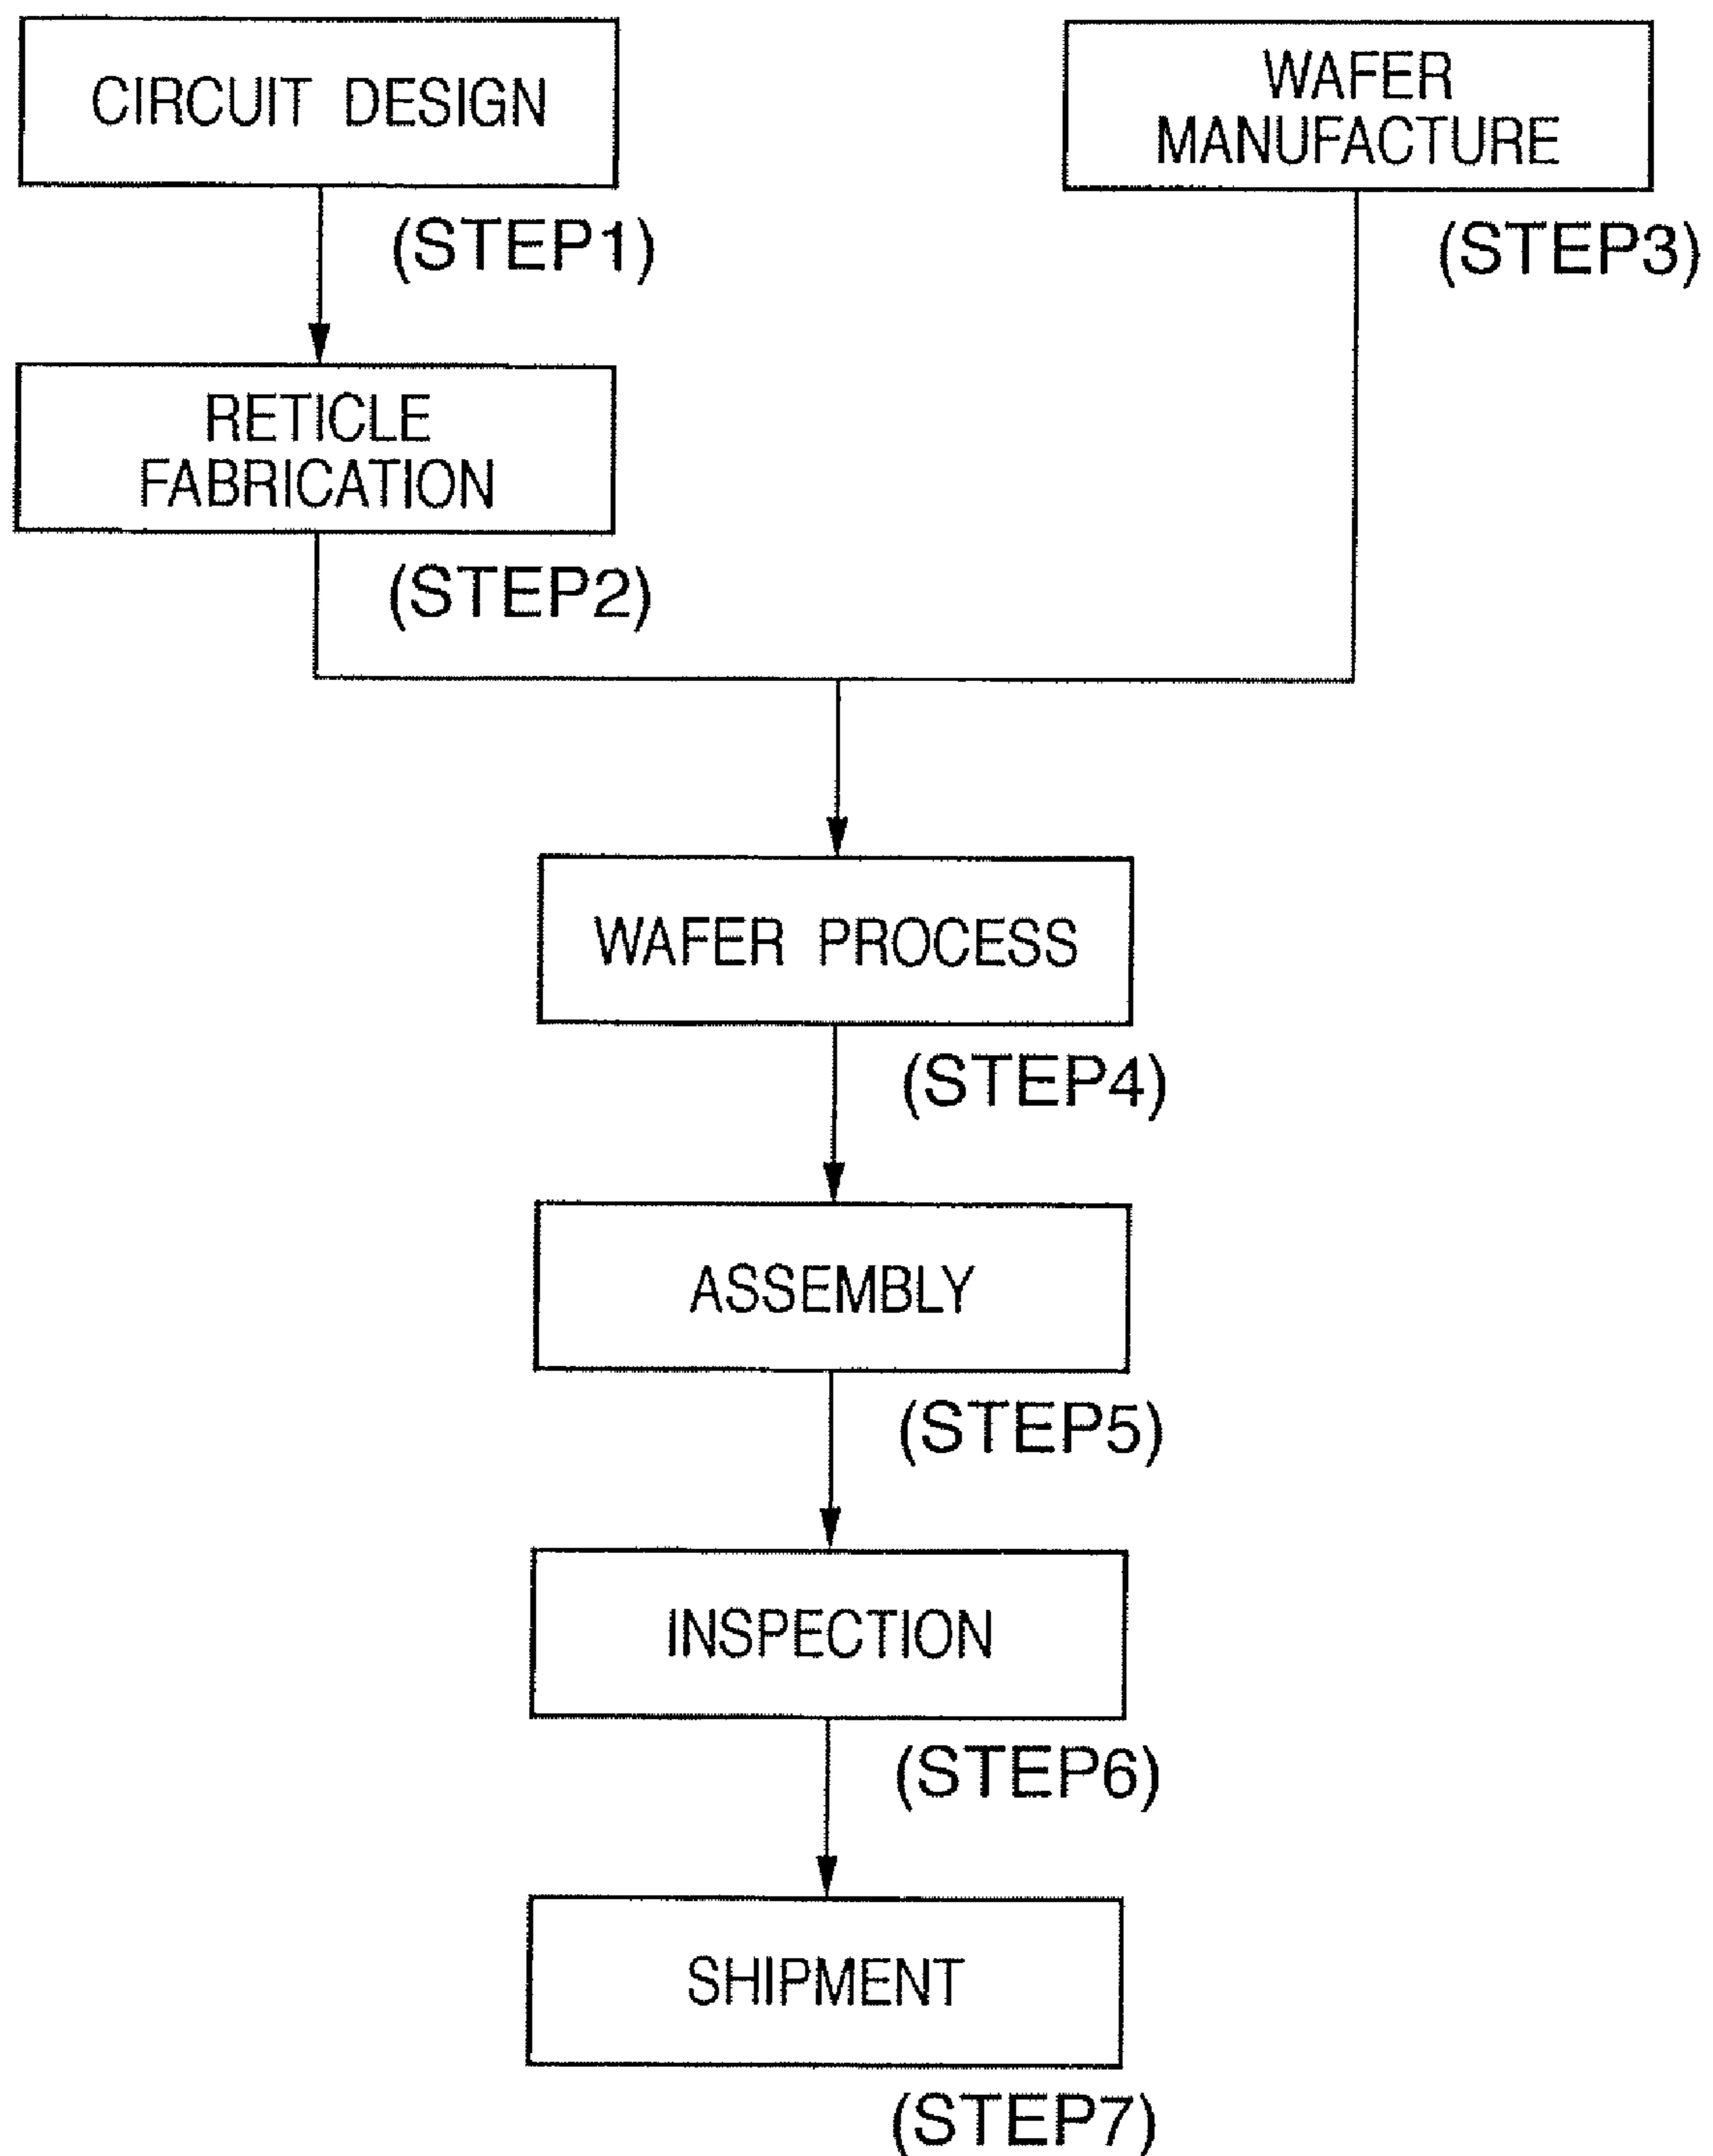 CIRCUIT DESIGN
(STEP1)
WAFER
MANUFACTURE
(STEP3)
RETICLE
FABRICATION
(STEP2)
WAFER PROCESS
(STEP4)
ASSEMBLY
(STEP5)
INSPECTION
(STEP6)
SHIPMENT
(STEP7)